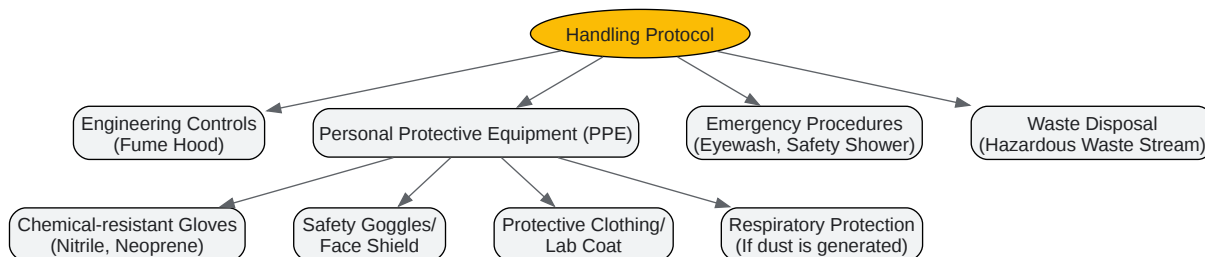 Handling Protocol
Engineering Controls
(Fume Hood)
Personal Protective Equipment (PPE)
Emergency Procedures
(Eyewash, Safety Shower)
Waste Disposal
(Hazardous Waste Stream)
Chemical-resistant Gloves
(Nitrile, Neoprene)
Safety Goggles/
Face Shield
Protective Clothing/
Lab Coat
Respiratory Protection
(If dust is generated)